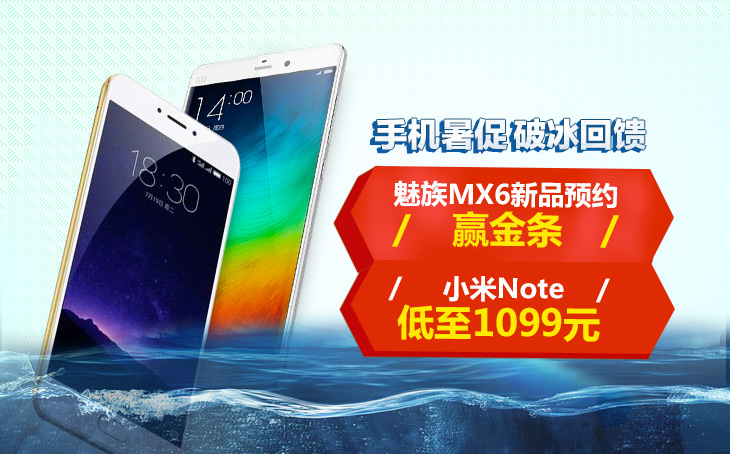 手机暑促 破冰回馈
魅族MX6新品预约
/ 赢金条 /
/ 小米Note /
低至1099元
14:00
18:30
7月19日 周二